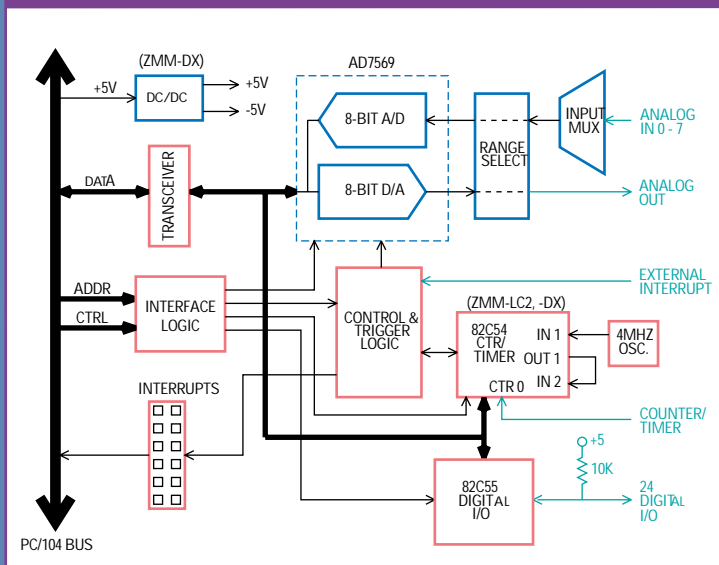 (ZMM-DX)
AD7569
+5V
DC/DC
+5V
-5V
8-BIT A/D
INPUT
MUX
ANALOG
IN 0 - 7
RANGE
SELECT
TRANSCEIVER
DATA
8-BIT D/A
ANALOG
OUT
ADDR
CTRL
INTERFACE
LOGIC
CONTROL &
TRIGGER
LOGIC
EXTERNAL
INTERRUPT
(ZMM-LC2, -DX)
82C54
CTR/
TIMER
IN 1
OUT 1
IN 2
CTR 0
4MHZ
OSC.
INTERRUPTS
COUNTER/
TIMER
+5
10K
82C55
DIGITAL
I/O
24
DIGITAL
I/O
PC/104 BUS